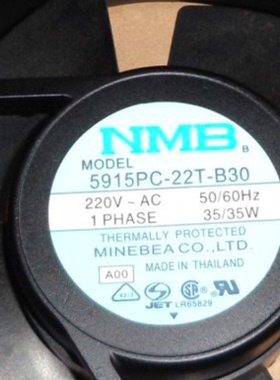 NMB B
MODEL
5915PC-22T-B30
220V ~ AC 50/60Hz
1 PHASE 35/35W
THERMALLY PROTECTED
MINEBEA CO., LTD.
MADE IN THAILAND
A00
JET LR65829